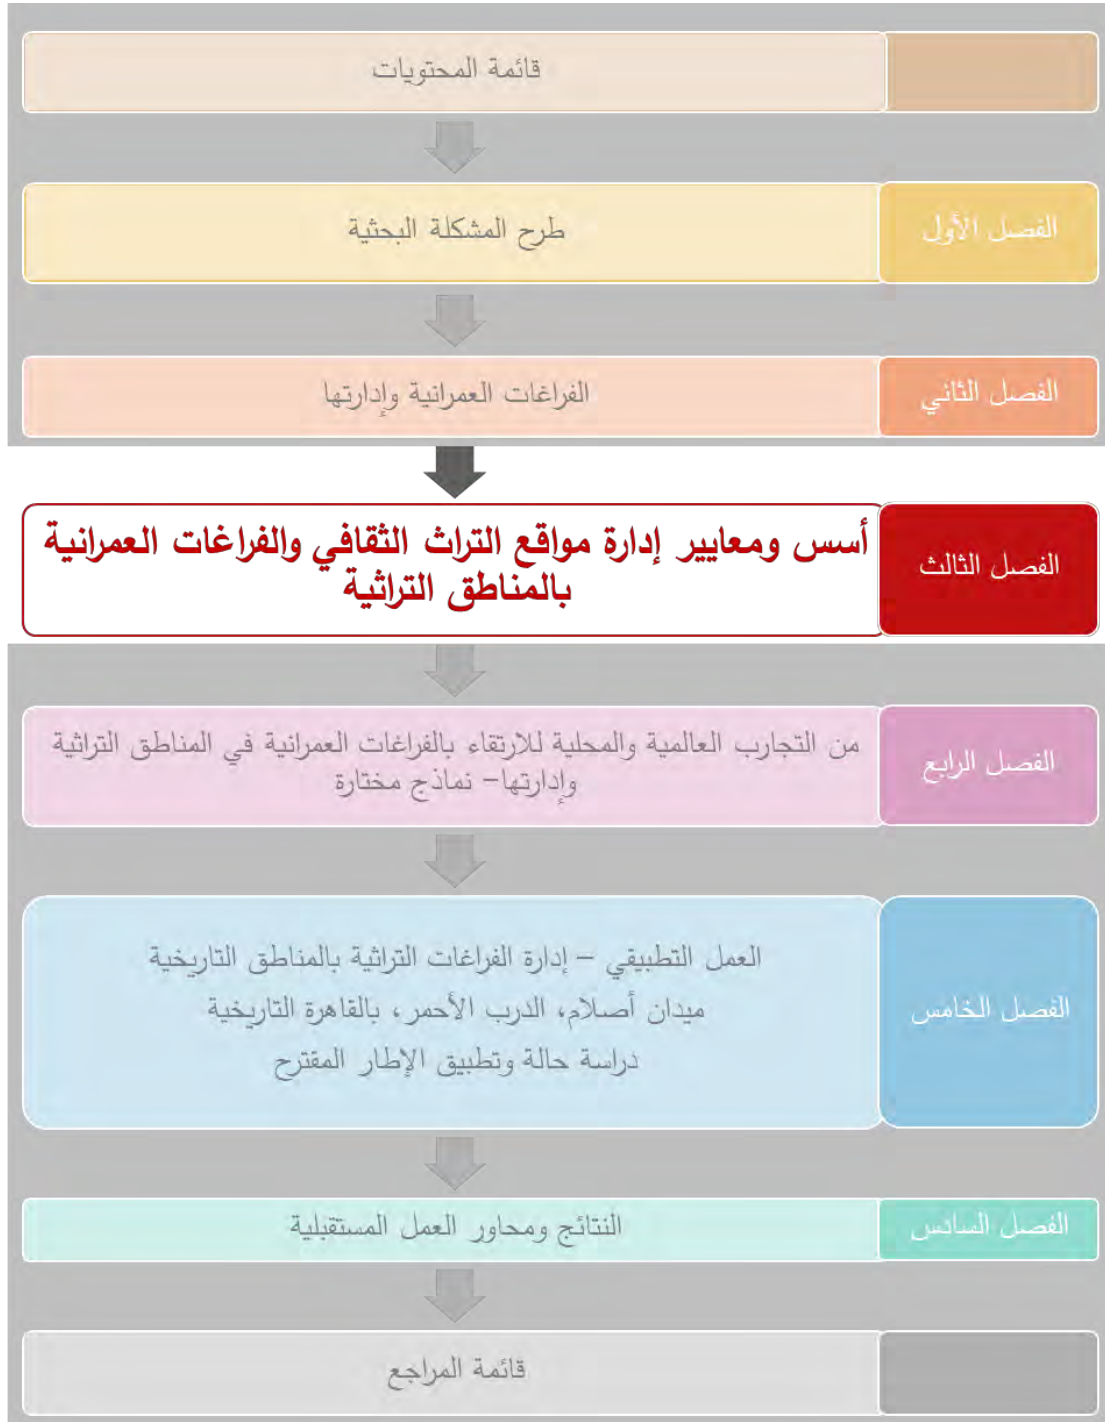 قائمة المحتويات
الفصل الأول
طرح المشكلة البحثية
الفصل الثاني
الفراغات العمرانية وإدارتها
الفصل الثالث
أسس ومعايير إدارة مواقع التراث الثقافي والفراغات العمرانية
بالمناطق التراثية
الفصل الرابع
من التجارب العالمية والمحلية للارتقاء بالفراغات العمرانية في المناطق التراثية
وإدارتها– نماذج مختارة
الفصل الخامس
العمل التطبيقي – إدارة الفراغات التراثية بالمناطق التاريخية
ميدان أصلام، الدرب الأحمر، بالقاهرة التاريخية
دراسة حالة وتطبيق الإطار المقترح
الفصل السادس
النتائج ومحاور العمل المستقبلية
قائمة المراجع